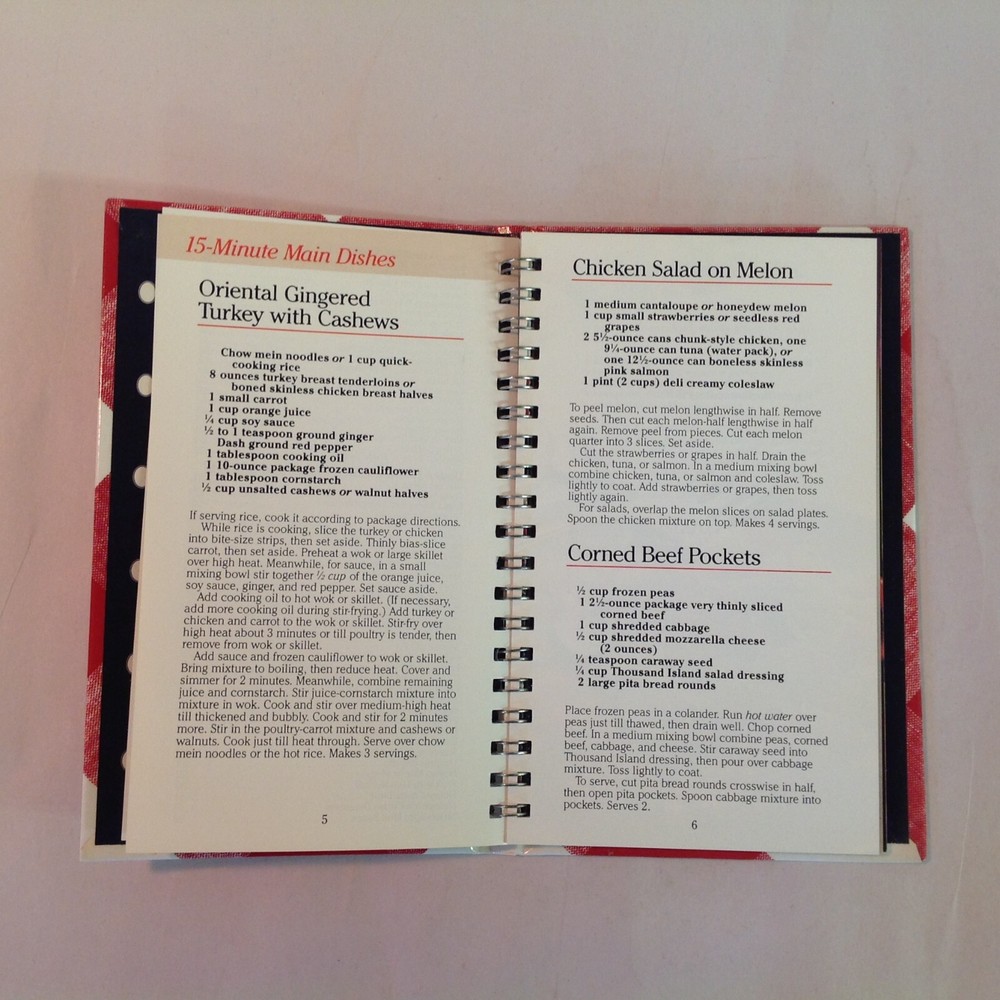 15-Minute Main Dishes
Oriental Gingered
Turkey with Cashews
Chow mein noodles or 1 cup quick-
cooking rice
8 ounces turkey breast tenderloins or
boned skinless chicken breast halves
1 small carrot
1 cup orange juice
¼ cup soy sauce
½ to 1 teaspoon ground ginger
Dash ground red pepper
1 tablespoon cooking oil
1 10-ounce package frozen cauliflower
1 tablespoon cornstarch
½ cup unsalted cashews or walnut halves
If serving rice, cook it according to package directions.
While rice is cooking, slice the turkey or chicken
into bite-size strips, then set aside. Thinly bias-slice
carrot, then set aside. Preheat a wok or large skillet
over high heat. Meanwhile, for sauce, in a small
mixing bowl stir together ½ cup of the orange juice,
soy sauce, ginger, and red pepper. Set sauce aside.
Add cooking oil to hot wok or skillet. (If necessary,
add more cooking oil during stir-frying.) Add turkey or
chicken and carrot to the wok or skillet. Stir-fry over
high heat about 3 minutes or till poultry is tender, then
remove from wok or skillet.
Add sauce and frozen cauliflower to wok or skillet.
Bring mixture to boiling, then reduce heat. Cover and
simmer for 2 minutes. Meanwhile, combine remaining
juice and cornstarch. Stir juice-cornstarch mixture into
mixture in wok. Cook and stir over medium-high heat
till thickened and bubbly. Cook and stir for 2 minutes
more. Stir in the poultry-carrot mixture and cashews or
walnuts. Cook just till heat through. Serve over chow
mein noodles or the hot rice. Makes 3 servings.
5
Chicken Salad on Melon
1 medium cantaloupe or honeydew melon
1 cup small strawberries or seedless red
grapes
2 5½-ounce cans chunk-style chicken, one
9¼-ounce can tuna (water pack), or
one 12½-ounce can boneless skinless
pink salmon
1 pint (2 cups) deli creamy coleslaw
To peel melon, cut melon lengthwise in half. Remove
seeds. Then cut each melon-half lengthwise in half
again. Remove peel from pieces. Cut each melon
quarter into 3 slices. Set aside.
Cut the strawberries or grapes in half. Drain the
chicken, tuna, or salmon. In a medium mixing bowl
combine chicken, tuna, or salmon and coleslaw. Toss
lightly to coat. Add strawberries or grapes, then toss
lightly again.
For salads, overlap the melon slices on salad plates.
Spoon the chicken mixture on top. Makes 4 servings.
Corned Beef Pockets
½ cup frozen peas
1 2½-ounce package very thinly sliced
corned beef
1 cup shredded cabbage
½ cup shredded mozzarella cheese
(2 ounces)
¼ teaspoon caraway seed
¼ cup Thousand Island salad dressing
2 large pita bread rounds
Place frozen peas in a colander. Run hot water over
peas just till thawed, then drain well. Chop corned
beef. In a medium mixing bowl combine peas, corned
beef, cabbage, and cheese. Stir caraway seed into
Thousand Island dressing, then pour over cabbage
mixture. Toss lightly to coat.
To serve, cut pita bread rounds crosswise in half,
then open pita pockets. Spoon cabbage mixture into
pockets. Serves 2.
6